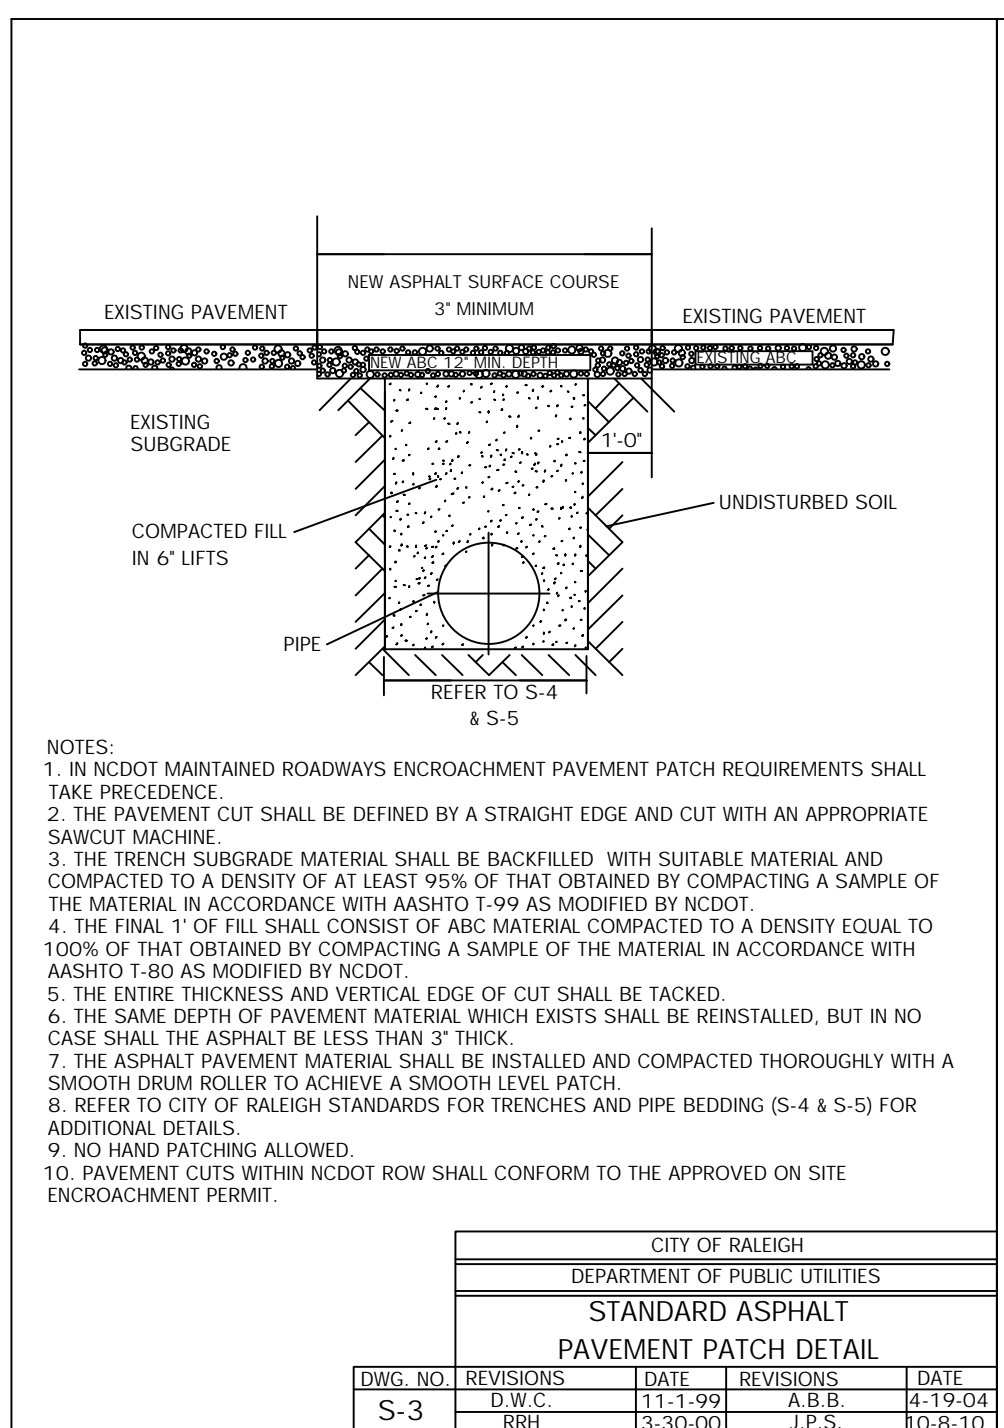 NEW ASPHALT SURFACE COURSE
3" MINIMUM
EXISTING PAVEMENT
EXISTING PAVEMENT
NEW ABC 12" MIN. DEPTH
EXISTING ABC
EXISTING
SUBGRADE
1'-0"
UNDISTURBED SOIL
COMPACTED FILL
IN 6" LIFTS
PIPE
REFER TO S-4
& S-5
NOTES:
1. IN NCDOT MAINTAINED ROADWAYS ENCROACHMENT PAVEMENT PATCH REQUIREMENTS SHALL
TAKE PRECEDENCE.
2. THE PAVEMENT CUT SHALL BE DEFINED BY A STRAIGHT EDGE AND CUT WITH AN APPROPRIATE
SAWCUT MACHINE.
3. THE TRENCH SUBGRADE MATERIAL SHALL BE BACKFILLED WITH SUITABLE MATERIAL AND
COMPACTED TO A DENSITY OF AT LEAST 95% OF THAT OBTAINED BY COMPACTING A SAMPLE OF
THE MATERIAL IN ACCORDANCE WITH AASHTO T-99 AS MODIFIED BY NCDOT.
4. THE FINAL 1' OF FILL SHALL CONSIST OF ABC MATERIAL COMPACTED TO A DENSITY EQUAL TO
100% OF THAT OBTAINED BY COMPACTING A SAMPLE OF THE MATERIAL IN ACCORDANCE WITH
AASHTO T-80 AS MODIFIED BY NCDOT.
5. THE ENTIRE THICKNESS AND VERTICAL EDGE OF CUT SHALL BE TACKED.
6. THE SAME DEPTH OF PAVEMENT MATERIAL WHICH EXISTS SHALL BE REINSTALLED, BUT IN NO
CASE SHALL THE ASPHALT BE LESS THAN 3" THICK.
7. THE ASPHALT PAVEMENT MATERIAL SHALL BE INSTALLED AND COMPACTED THOROUGHLY WITH A
SMOOTH DRUM ROLLER TO ACHIEVE A SMOOTH LEVEL PATCH.
8. REFER TO CITY OF RALEIGH STANDARDS FOR TRENCHES AND PIPE BEDDING (S-4 & S-5) FOR
ADDITIONAL DETAILS.
9. NO HAND PATCHING ALLOWED.
10. PAVEMENT CUTS WITHIN NCDOT ROW SHALL CONFORM TO THE APPROVED ON SITE
ENCROACHMENT PERMIT.
CITY OF RALEIGH
DEPARTMENT OF PUBLIC UTILITIES
STANDARD ASPHALT
PAVEMENT PATCH DETAIL
DWG. NO. REVISIONS DATE REVISIONS DATE
S-3 D.W.C. 11-1-99 A.B.B. 4-19-04
RRH 3-30-00 J.P.S. 10-8-10